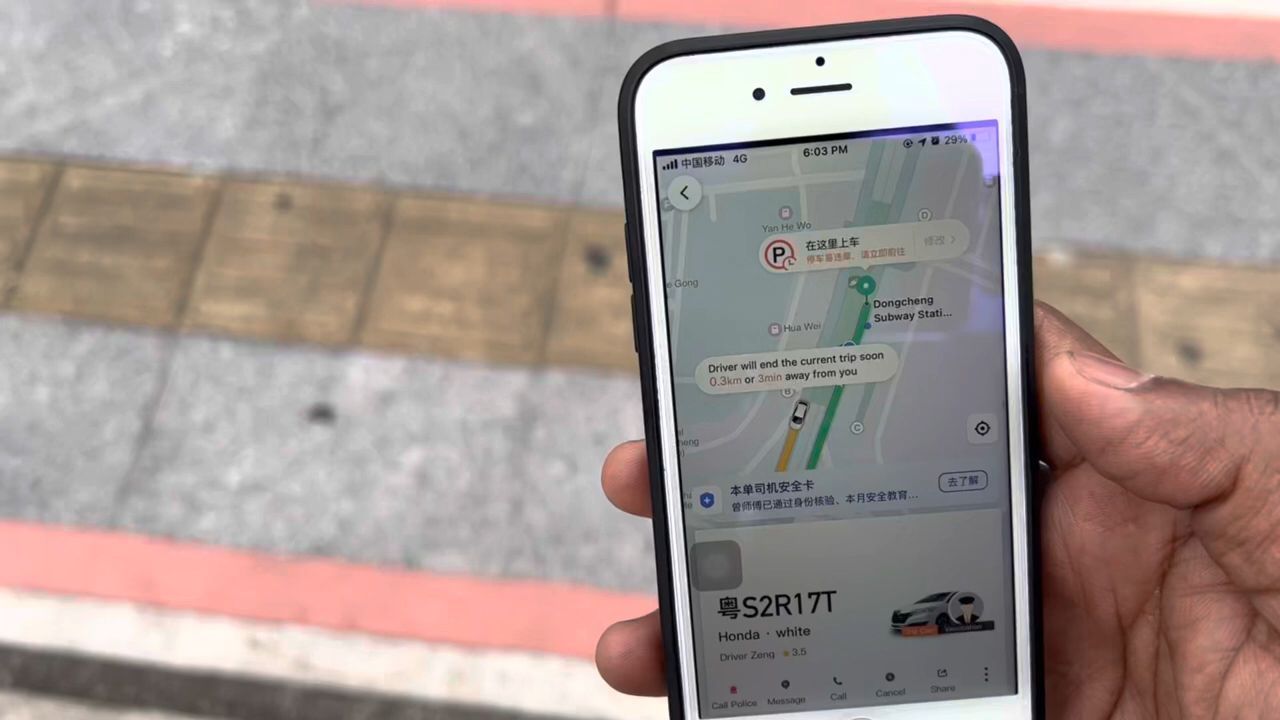 中国移动 4G
6:03 PM
29%
Yan He Wo
D
P
在这里上车
修改 >
停车易违章，请立即前往
e Gong
Dongcheng
Subway Stati...
Hua Wei
Driver will end the current trip soon
0.3km or 3min away from you
B
C
heng
本单司机安全卡
去了解
曾师傅已通过身份核验、本月安全教育...
粤S2R17T
Honda · white
Driver Zeng ★3.5
Call Police
Message
Call
Cancel
Share